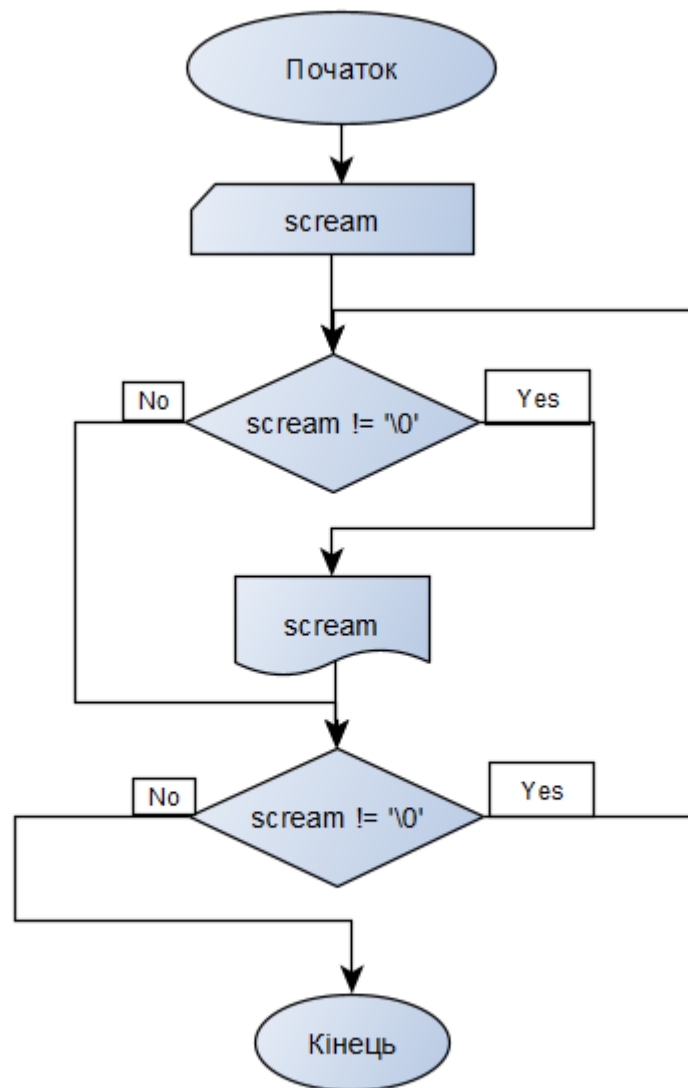 Початок
scream
No
Yes
scream != '\0'
scream
No
Yes
scream != '\0'
Кінець